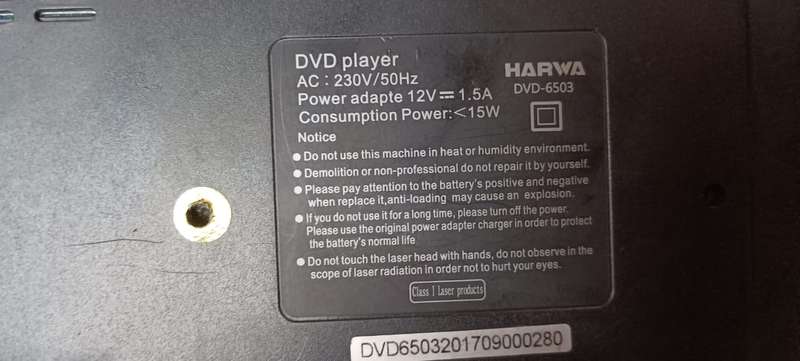 DVD player
AC : 230V/50Hz
Power adapte 12V⎓1.5A
Consumption Power:<15W
HARWA
DVD-6503
Notice
● Do not use this machine in heat or humidity environment.
● Demolition or non-professional do not repair it by yourself.
● Please pay attention to the battery's positive and negative
when replace it,anti-loading may cause an explosion.
● If you do not use it for a long time, please turn off the power.
Please use the original power adapter charger in order to protect
the battery's normal life
● Do not touch the laser head with hands, do not observe in the
scope of laser radiation in order not to hurt your eyes.
Class 1 Laser products
DVD6503201709000280